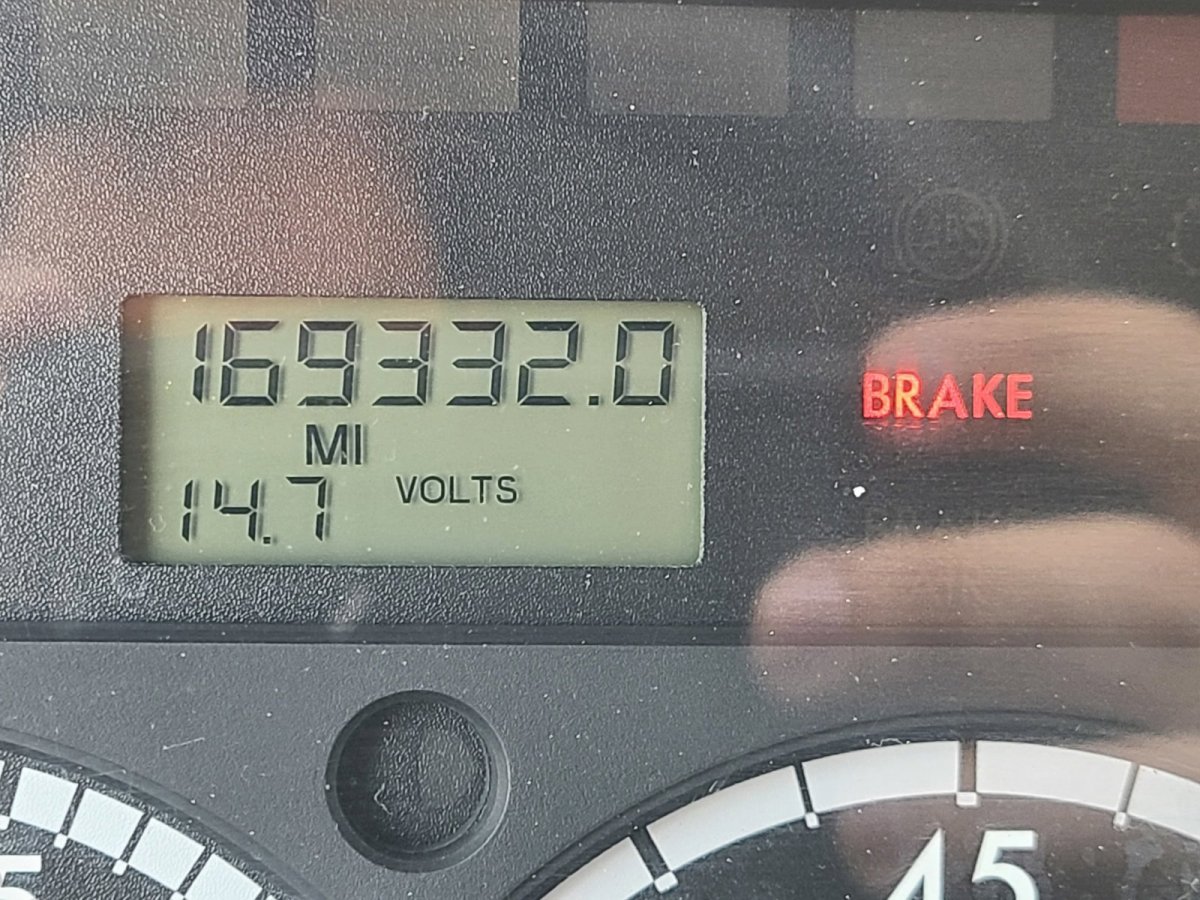 ABS
169332.0
BRAKE
MI
14.7 VOLTS
45